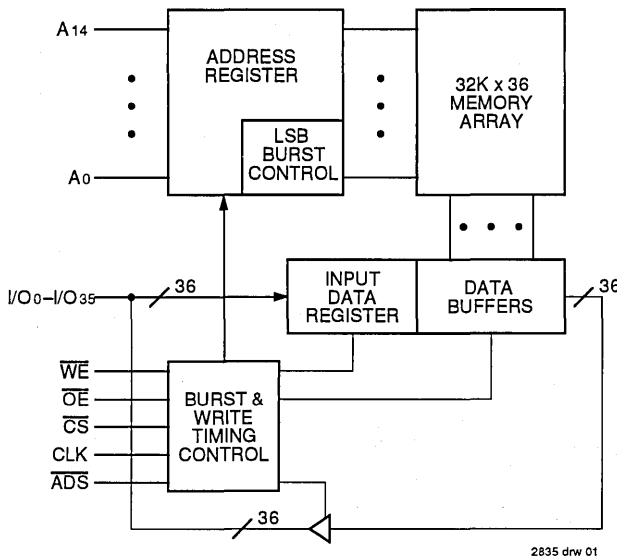 A14
ADDRESS
REGISTER
32K x 36
MEMORY
ARRAY
LSB
BURST
CONTROL
A0
I/O0–I/O35
36
INPUT
DATA
REGISTER
DATA
BUFFERS
36
WE
OE
CS
CLK
ADS
BURST &
WRITE
TIMING
CONTROL
36
2835 drw 01